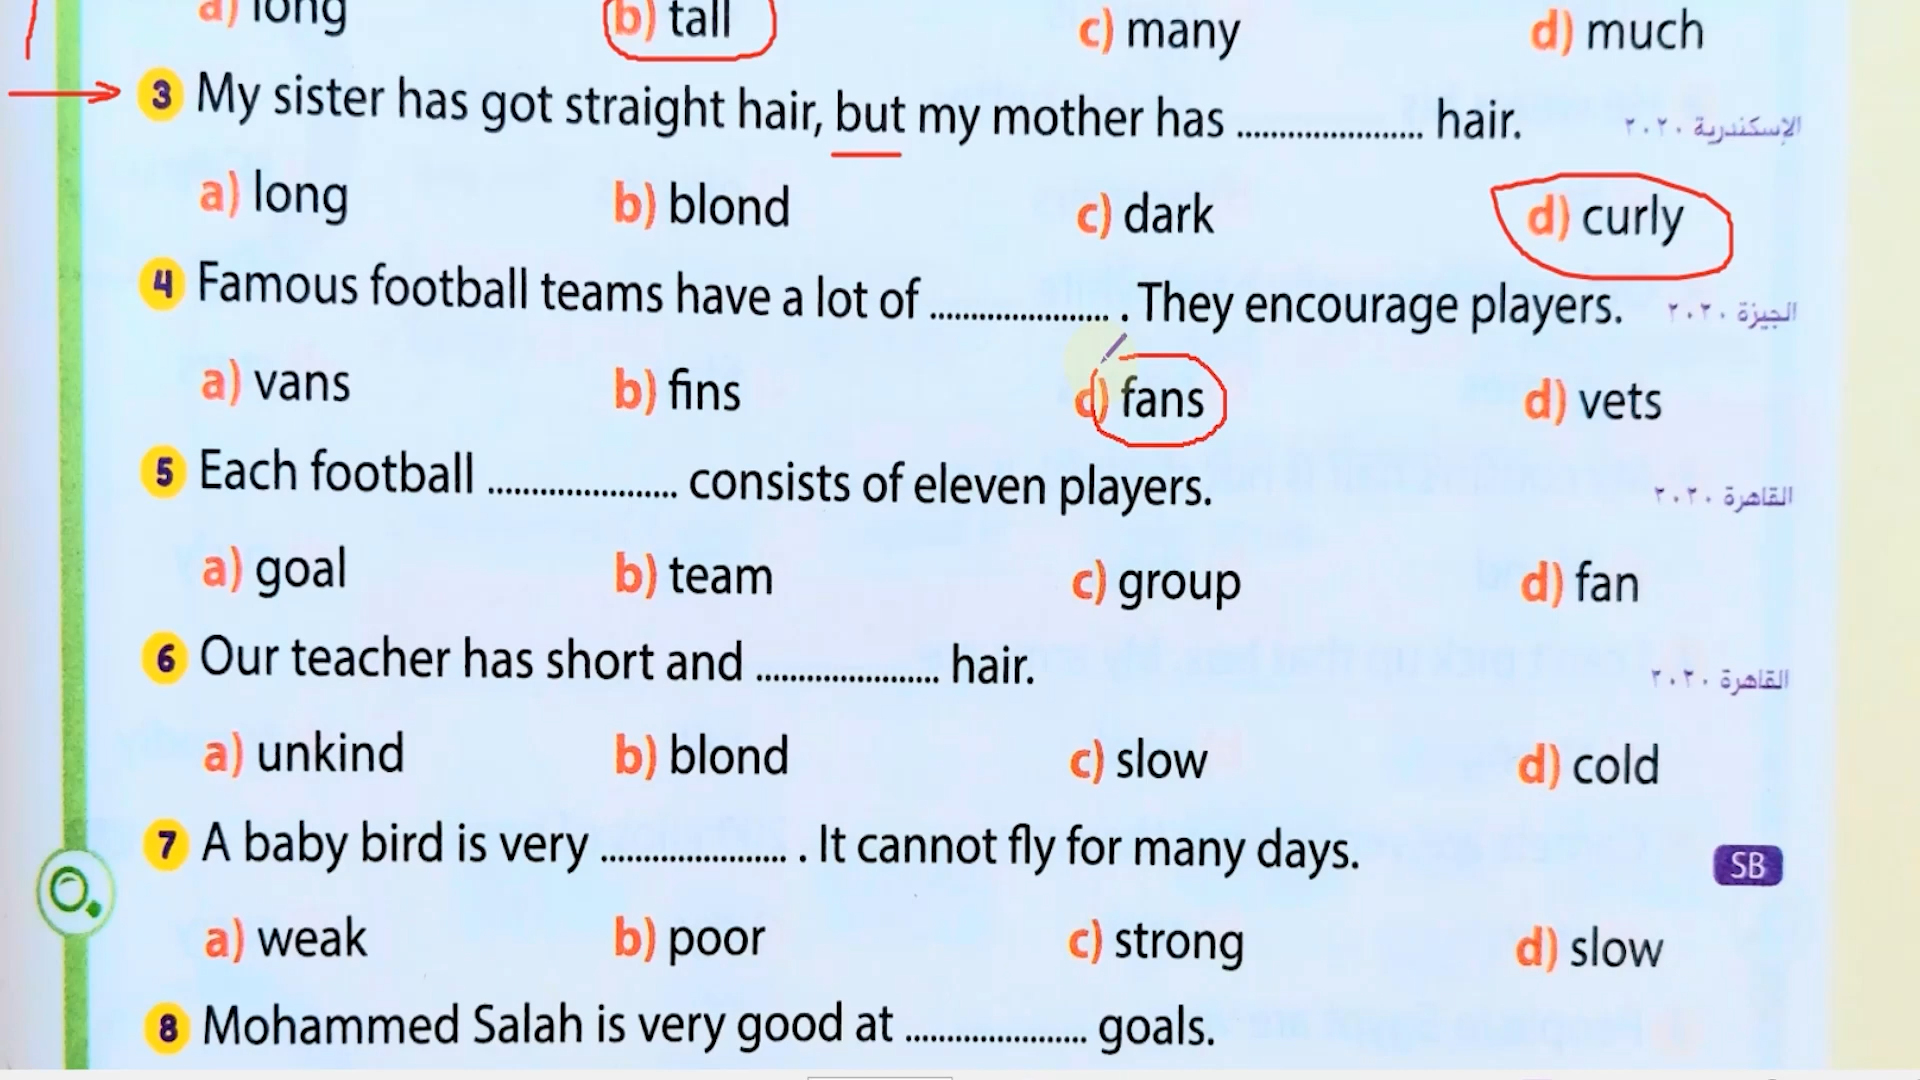 a) long b) tall c) many d) much
3 My sister has got straight hair, but my mother has ..................... hair. الإسكندرية ٢٠٢٠
a) long b) blond c) dark d) curly
4 Famous football teams have a lot of ..................... . They encourage players. الجيزة ٢٠٢٠
a) vans b) fins c) fans d) vets
5 Each football ..................... consists of eleven players. القاهرة ٢٠٢٠
a) goal b) team c) group d) fan
6 Our teacher has short and ..................... hair. القاهرة ٢٠٢٠
a) unkind b) blond c) slow d) cold
7 A baby bird is very ..................... . It cannot fly for many days. SB
a) weak b) poor c) strong d) slow
8 Mohammed Salah is very good at ..................... goals.